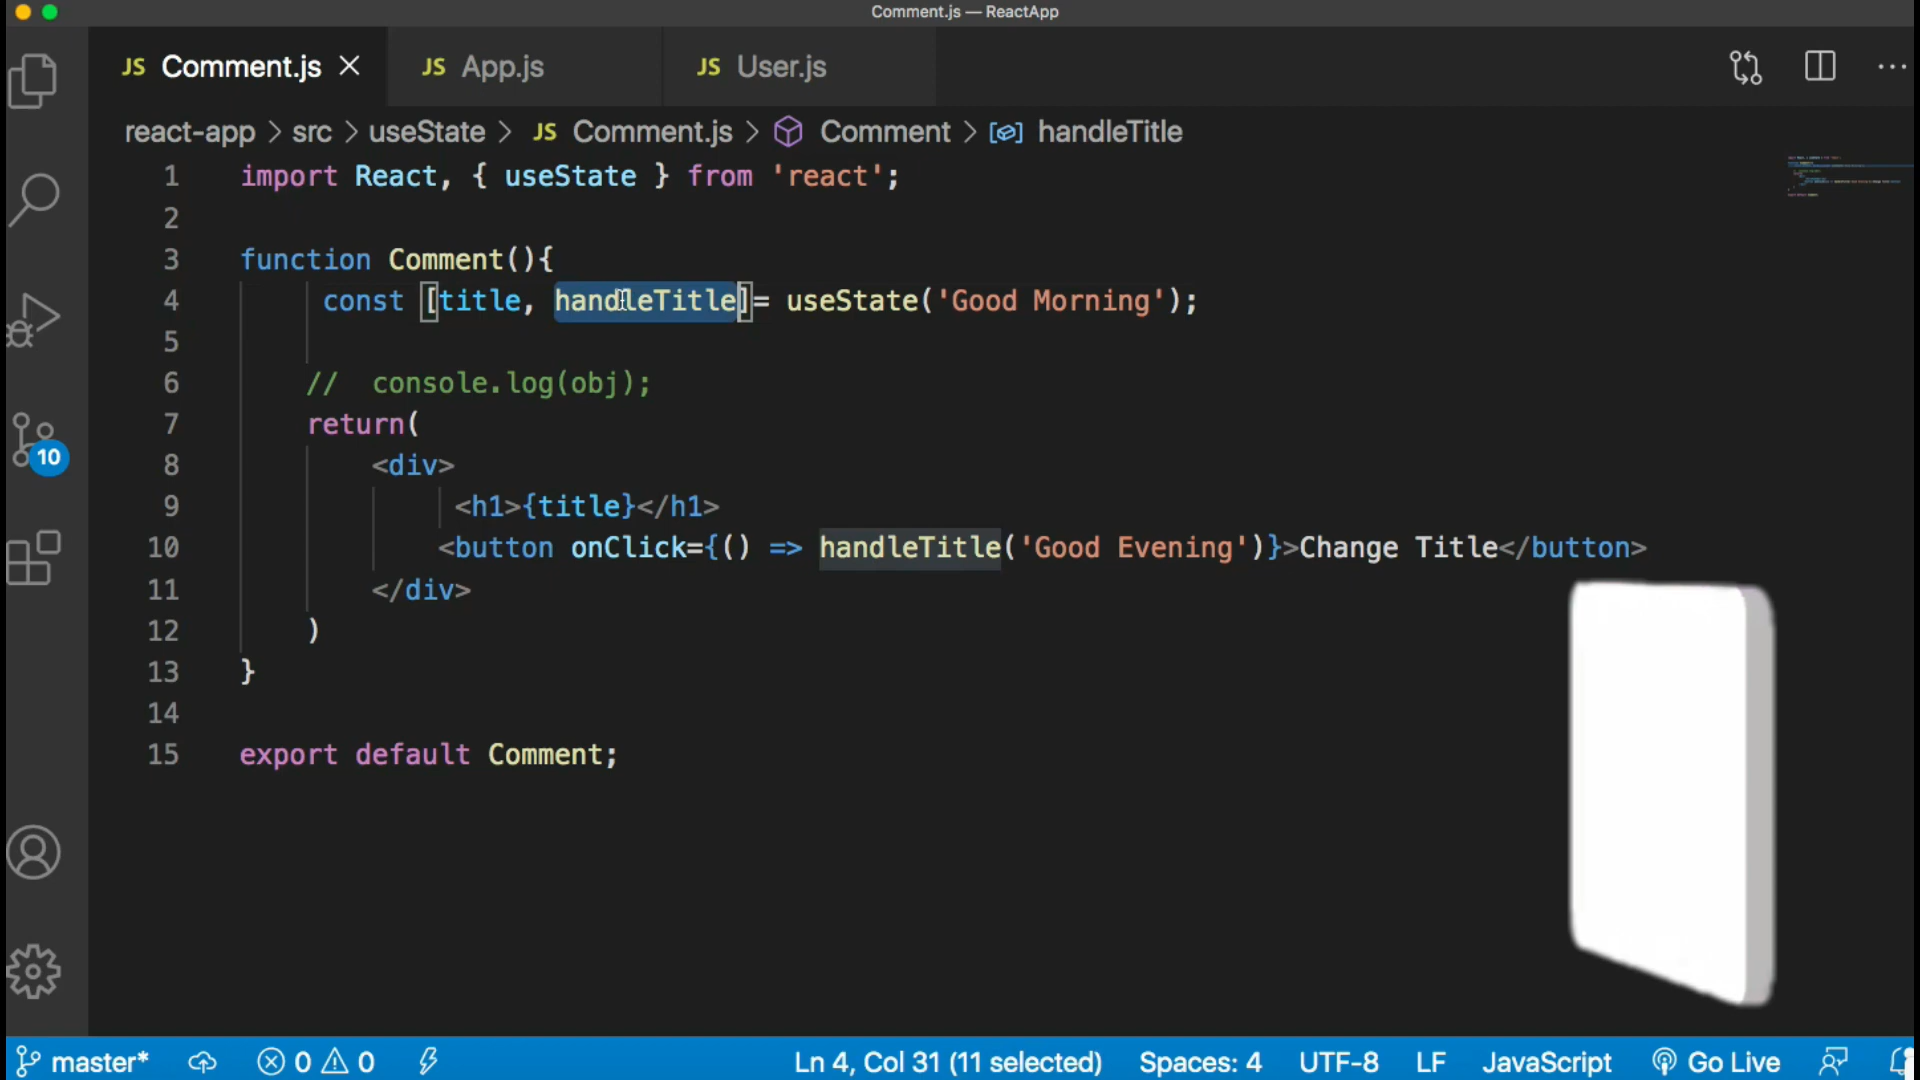 Comment.js — ReactApp
JS Comment.js JS App.js JS User.js
react-app > src > useState > JS Comment.js > Comment > handleTitle
1 import React, { useState } from 'react';
2
3 function Comment(){
4 const [title, handleTitle]= useState('Good Morning');
5
6 // console.log(obj);
7 return(
8 <div>
9 <h1>{title}</h1>
10 <button onClick={() => handleTitle('Good Evening')}>Change Title</button>
11 </div>
12 )
13 }
14
15 export default Comment;
10
master* 0 0 Ln 4, Col 31 (11 selected) Spaces: 4 UTF-8 LF JavaScript Go Live